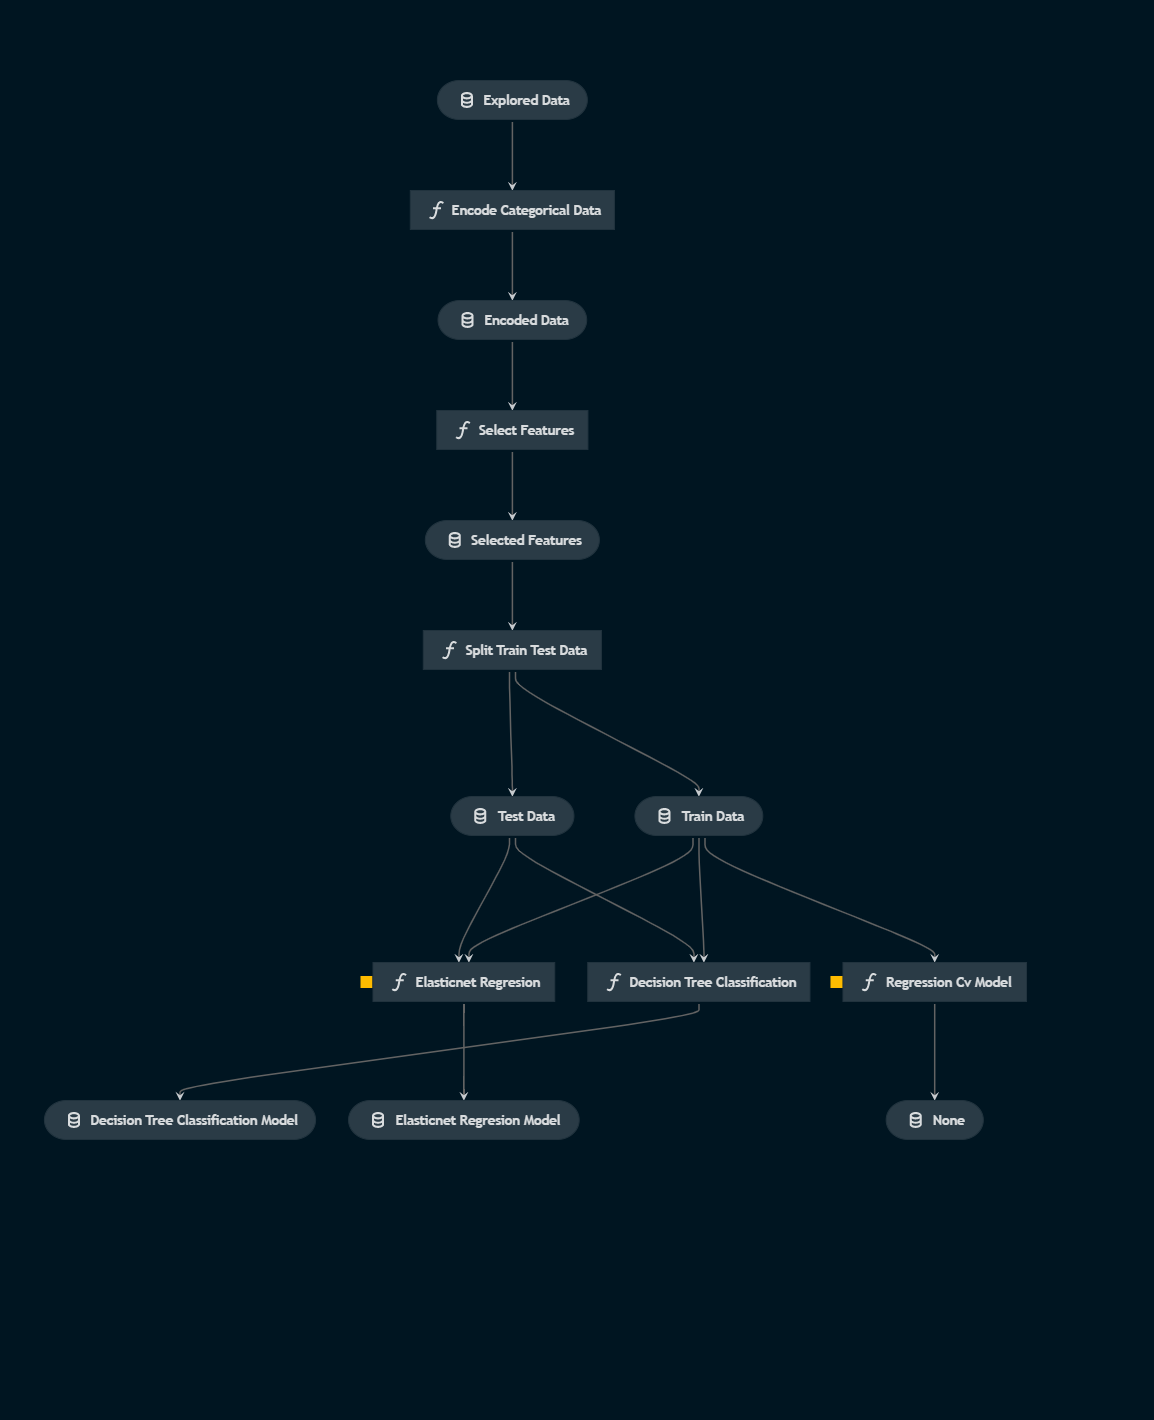 Explored Data
Encode Categorical Data
Encoded Data
Select Features
Selected Features
Split Train Test Data
Test Data
Train Data
Elasticnet Regresion
Decision Tree Classification
Regression Cv Model
Decision Tree Classification Model
Elasticnet Regresion Model
None